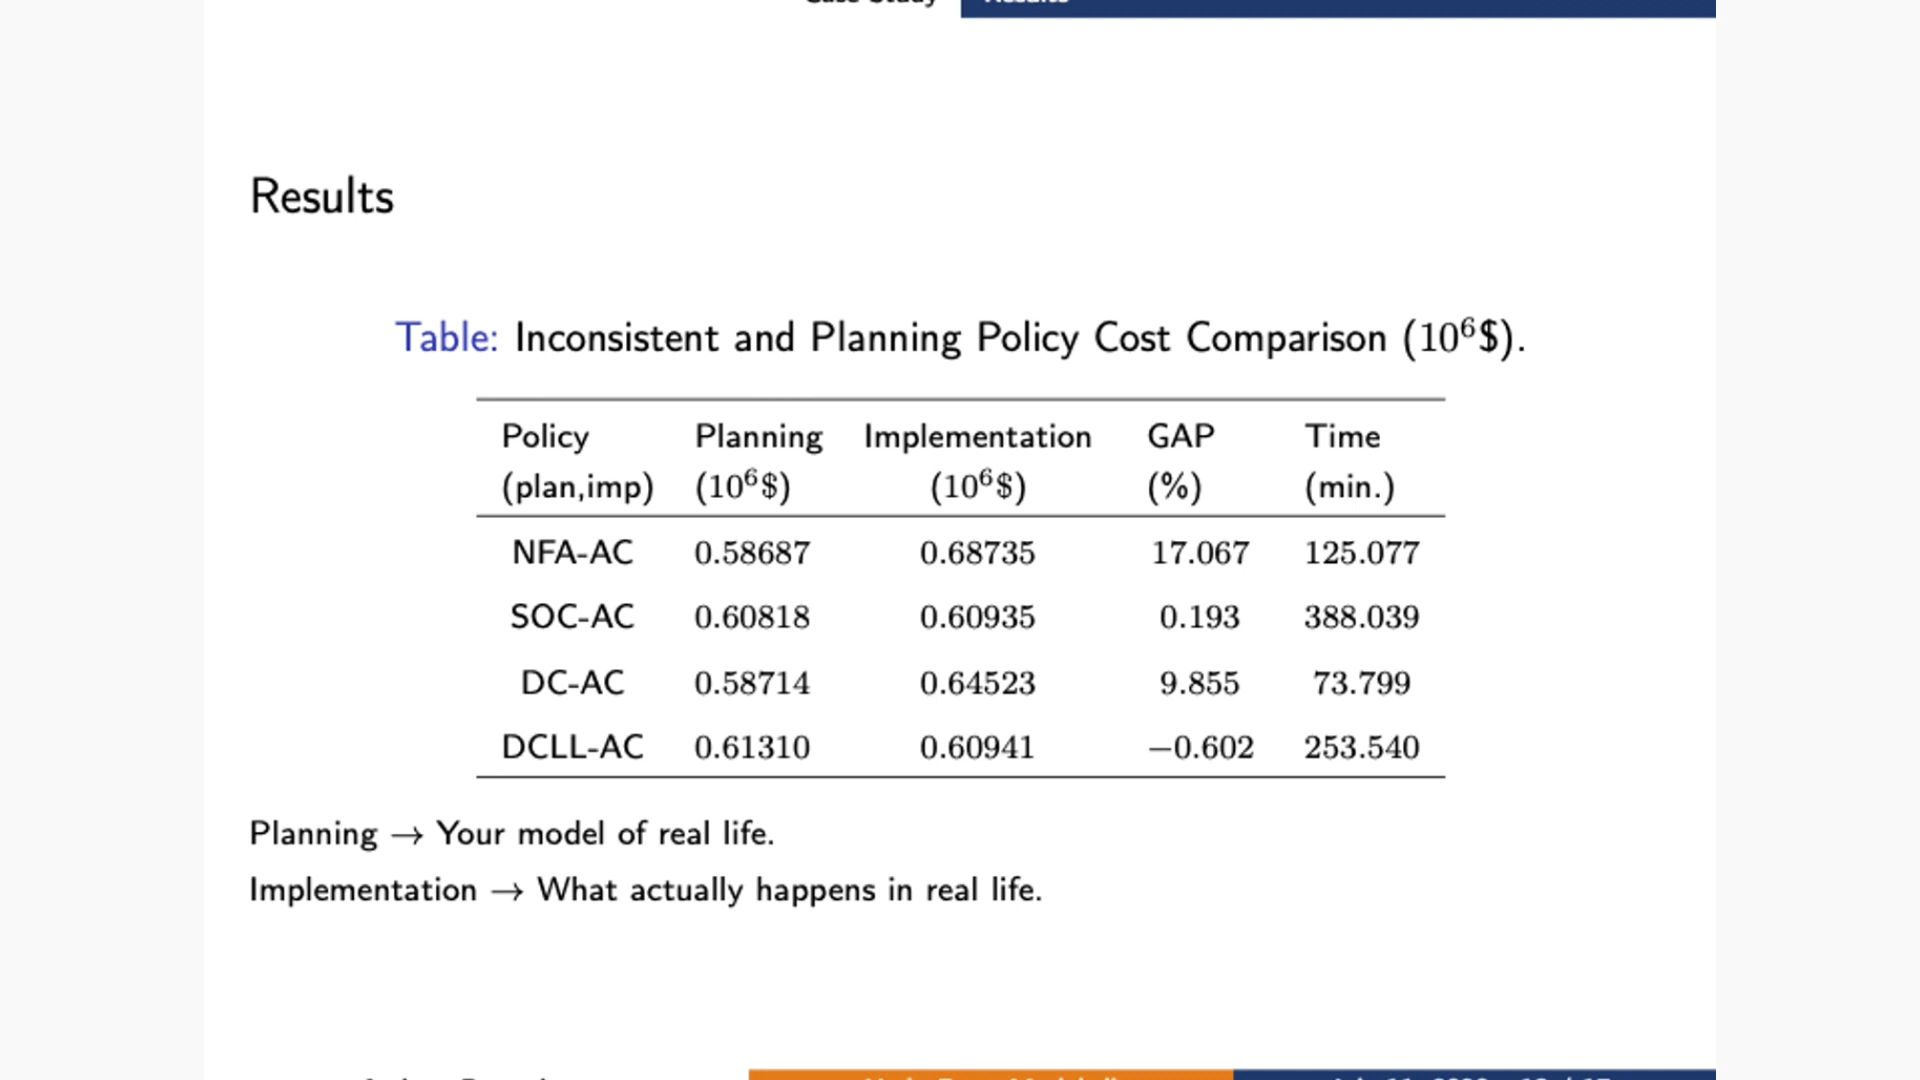 Case Study Results
Results
Table: Inconsistent and Planning Policy Cost Comparison (10⁶$).
Policy Planning Implementation GAP Time
(plan,imp) (10⁶$) (10⁶$) (%) (min.)
NFA-AC 0.58687 0.68735 17.067 125.077
SOC-AC 0.60818 0.60935 0.193 388.039
DC-AC 0.58714 0.64523 9.855 73.799
DCLL-AC 0.61310 0.60941 −0.602 253.540
Planning → Your model of real life.
Implementation → What actually happens in real life.